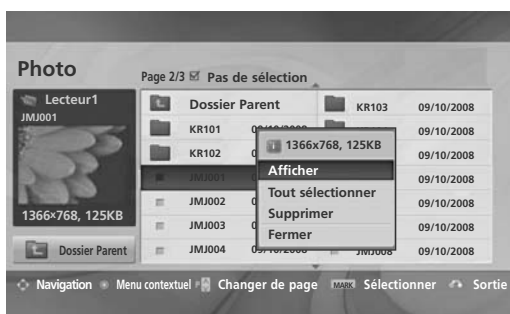 Photo
Page 2/3 Pas de sélection
Lecteur1
JMJ001
1366×768, 125KB
Dossier Parent
Dossier Parent
KR103 09/10/2008
KR101
09/10/2008
KR102
09/10/2008
JMJ001
09/10/2008
JMJ002
09/10/2008
JMJ003
09/10/2008
JMJ004
JMJ008 09/10/2008
1366x768, 125KB
Afficher
Tout sélectionner
Supprimer
Fermer
Navigation Menu contextuel P Changer de page MARK Sélectionner Sortie